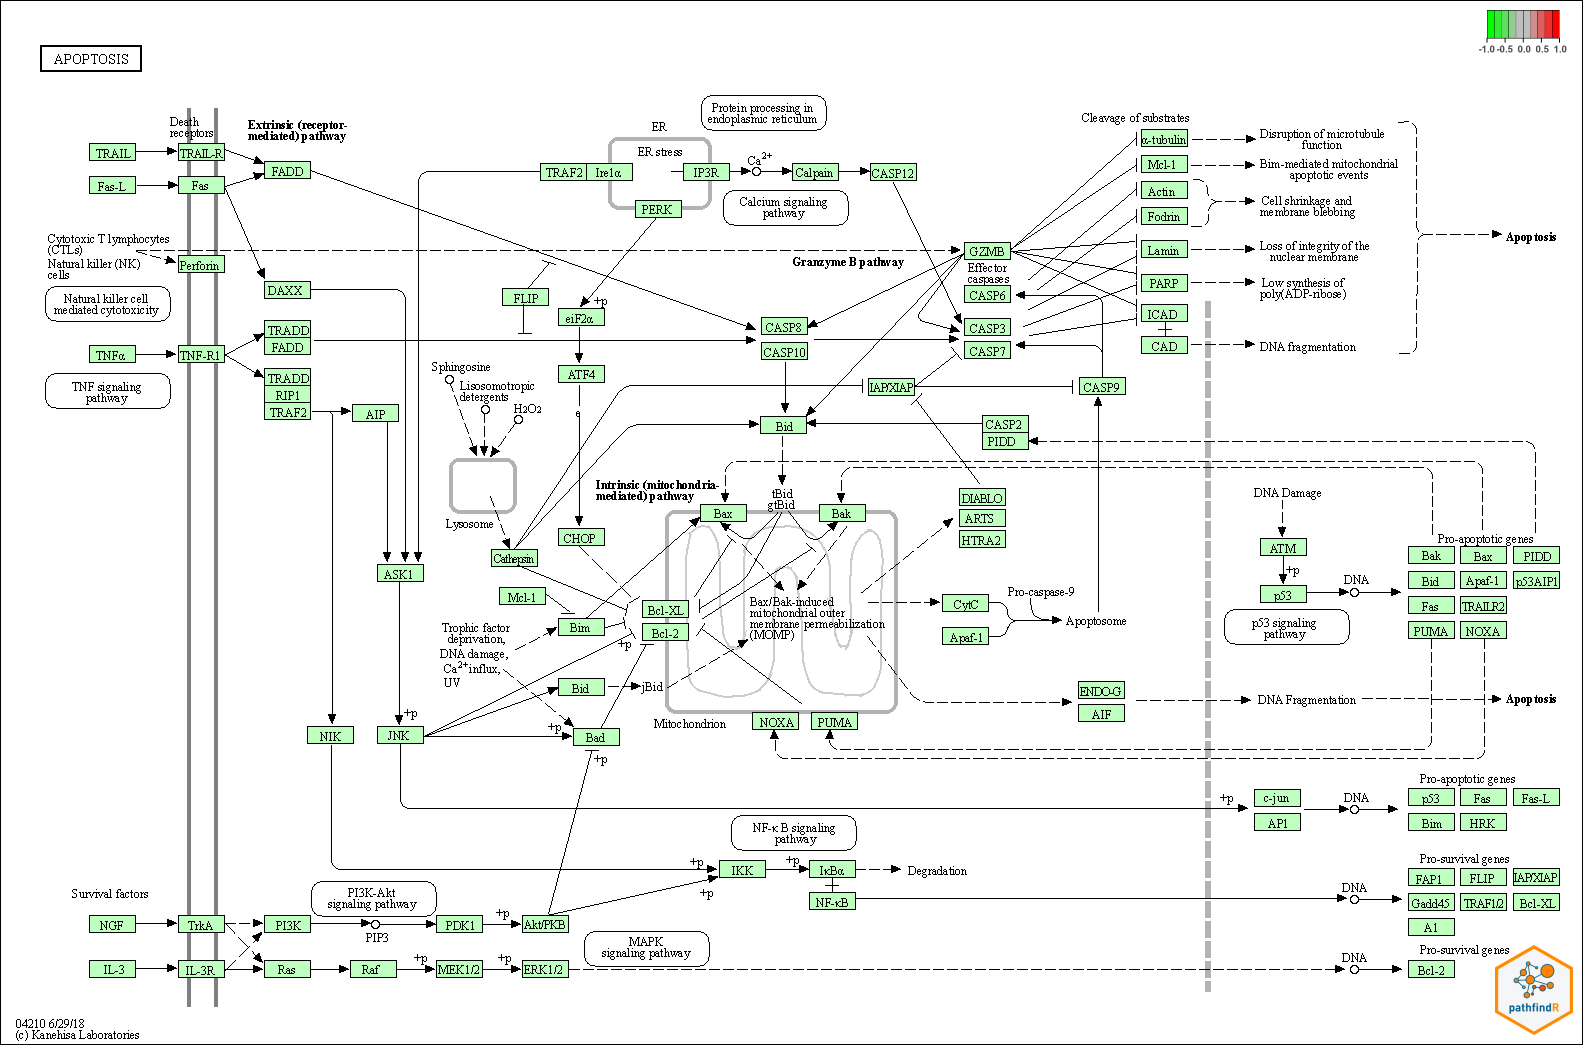 -1.0 -0.5 0.0 0.5 1.0
APOPTOSIS
Death
receptors
Extrinsic (receptor-
mediated) pathway
TRAIL
TRAIL-R
Fas-L
Fas
FADD
Cytotoxic T lymphocytes
(CTLs)
Natural killer (NK)
cells
Perforin
DAXX
Natural killer cell
mediated cytotoxicity
TNFα
TNF-R1
TRADD
FADD
TNF signaling
pathway
TRADD
RIP1
TRAF2
AIP
ER
Protein processing in
endoplasmic reticulum
ER stress
TRAF2
Ire1α
IP3R
Ca2+
Calpain
CASP12
PERK
Calcium signaling
pathway
Granzyme B pathway
FLIP
+p
eiF2α
ATF4
e
CHOP
GZMB
Effector
caspases
CASP6
CASP3
CASP7
CASP8
CASP10
IAP/XIAP
CASP9
Bid
CASP2
PIDD
Cleavage of substrates
α-tubulin
Mcl-1
Actin
Fodrin
Lamin
PARP
ICAD
CAD
Disruption of microtubule
function
Bim-mediated mitochondrial
apoptotic events
Cell shrinkage and
membrane blebbing
Loss of integrity of the
nuclear membrane
Low synthesis of
poly(ADP-ribose)
DNA fragmentation
Apoptosis
Sphingosine
Lisosomotropic
detergents
H2O2
Lysosome
Cathepsin
Intrinsic (mitochondria-
mediated) pathway
tBid
gtBid
Bax
Bak
DIABLO
ARTS
HTRA2
ASK1
Mcl-1
Bim
Bcl-XL
Bcl-2
+p
Bax/Bak-induced
mitochondrial outer
membrane permeabilization
(MOMP)
CytC
Apaf-1
Pro-caspase-9
Apoptosome
Trophic factor
deprivation,
DNA damage,
Ca2+ influx,
UV
Bid
jBid
+p
Bad
+p
Mitochondrion
NOXA
PUMA
ENDO-G
AIF
NIK
+p
JNK
DNA Damage
ATM
+p
p53
DNA
p53 signaling
pathway
Pro-apoptotic genes
Bak
Bax
PIDD
Bid
Apaf-1
p53AIP1
Fas
TRAILR2
PUMA
NOXA
DNA Fragmentation
Apoptosis
+p
c-jun
AP1
DNA
Pro-apoptotic genes
p53
Fas
Fas-L
Bim
HRK
NF-κB signaling
pathway
+p
IKK
+p
IκBα
NF-κB
Degradation
+p
DNA
Pro-survival genes
FAP1
FLIP
IAP/XIAP
Gadd45
TRAF1/2
Bcl-XL
A1
Survival factors
NGF
TrkA
PI3K
PI3K-Akt
signaling pathway
PIP3
PDK1
+p
Akt/PKB
IL-3
IL-3R
Ras
Raf
+p
MEK1/2
+p
ERK1/2
MAPK
signaling pathway
DNA
Pro-survival genes
Bcl-2
pathfindR
04210 6/29/18
(c) Kanehisa Laboratories